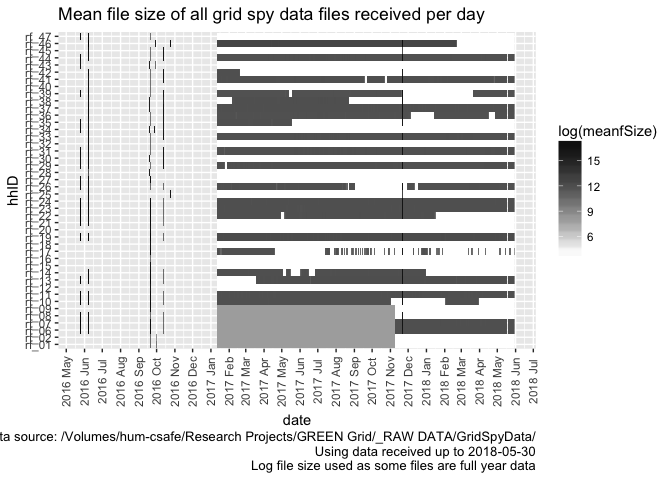 Mean file size of all grid spy data files received per day
rf_47
rf_46
rf_45
rf_44
rf_43
rf_42
rf_41
rf_39
rf_38
rf_37
rf_36
rf_35
rf_34
rf_33
rf_31
rf_30
rf_29
rf_28
rf_27
rf_26
rf_25
rf_24
rf_23
rf_22
rf_21
rf_20
rf_19
rf_18
rf_17
rf_16
rf_15
rf_14
rf_13
rf_11
rf_10
rf_09
rf_08
rf_07
rf_06
rf_02
rf_01
hhID
2016 May
2016 Jun
2016 Jul
2016 Aug
2016 Sep
2016 Oct
2016 Nov
2016 Dec
2017 Jan
2017 Feb
2017 Mar
2017 Apr
2017 May
2017 Jun
2017 Jul
2017 Aug
2017 Sep
2017 Oct
2017 Nov
2017 Dec
2018 Jan
2018 Feb
2018 Mar
2018 Apr
2018 May
2018 Jun
2018 Jul
date
log(meanfSize)
15
12
9
6
ta source: /Volumes/hum-csafe/Research Projects/GREEN Grid/_RAW DATA/GridSpyData/
Using data received up to 2018-05-30
Log file size used as some files are full year data